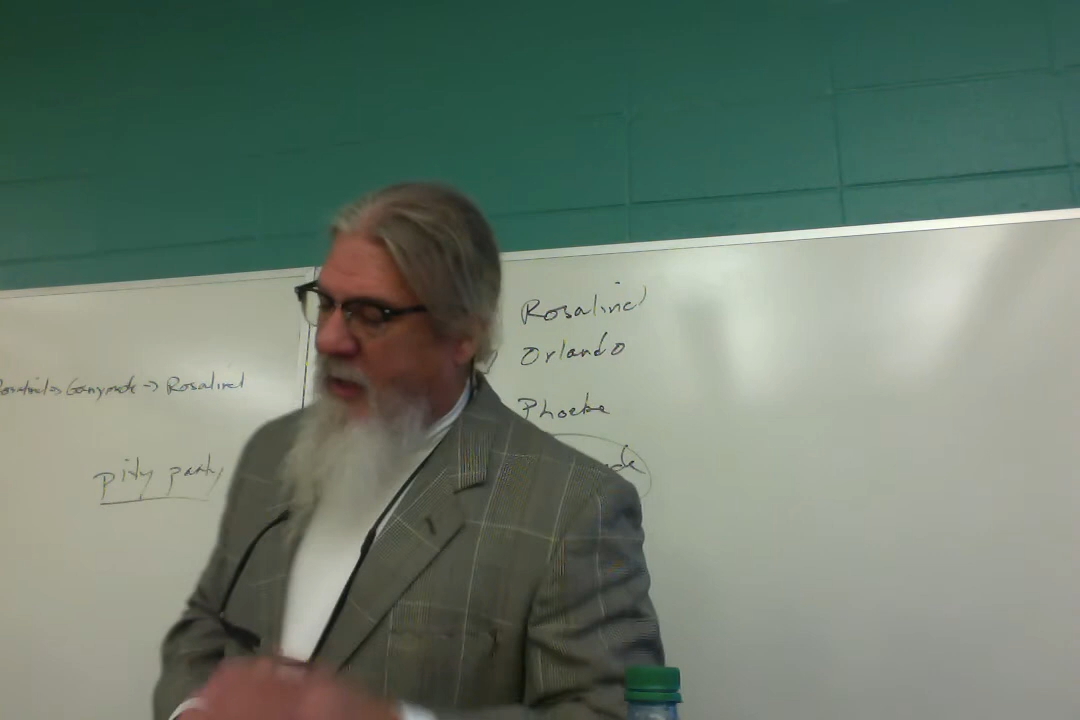 Ganymede -> Rosalind
pity party
Rosalind
Orlando
Phoebe